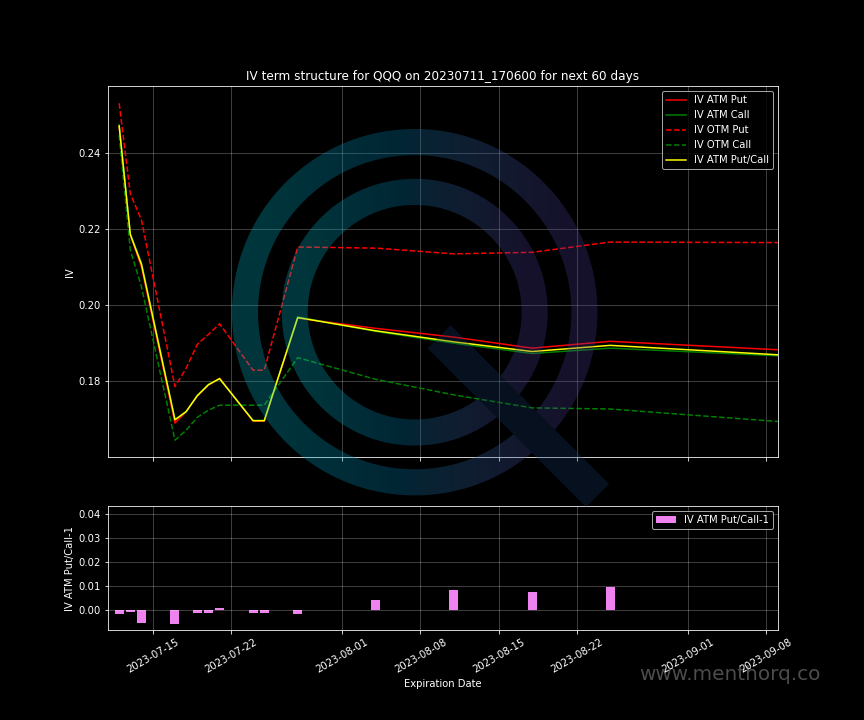 IV term structure for QQQ on 20230711_170600 for next 60 days
IV ATM Put
IV ATM Call
IV OTM Put
IV OTM Call
IV ATM Put/Call
0.24
0.22
0.20
0.18
IV
IV ATM Put/Call-1
0.04
0.03
0.02
0.01
0.00
IV ATM Put/Call-1
2023-07-15
2023-07-22
2023-08-01
2023-08-08
2023-08-15
2023-08-22
2023-09-01
2023-09-08
Expiration Date
www.menthorq.co